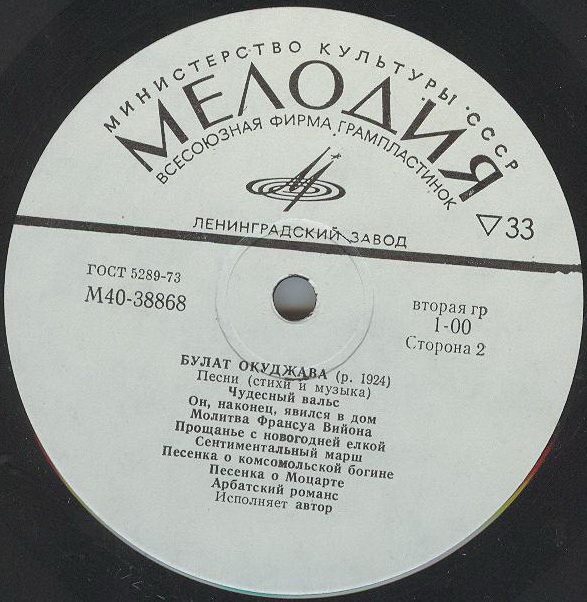 МИНИСТЕРСТВО КУЛЬТУРЫ СССР
МЕЛОДИЯ
ВСЕСОЮЗНАЯ ФИРМА ГРАМПЛАСТИНОК
ЛЕНИНГРАДСКИЙ ЗАВОД
33
ГОСТ 5289-73
М40-38868
вторая гр
1-00
Сторона 2
БУЛАТ ОКУДЖАВА (р. 1924)
Песни (стихи и музыка)
Чудесный вальс
Он, наконец, явился в дом
Молитва Франсуа Вийона
Прощанье с новогодней елкой
Сентиментальный марш
Песенка о комсомольской богине
Песенка о Моцарте
Арбатский романс
Исполняет автор